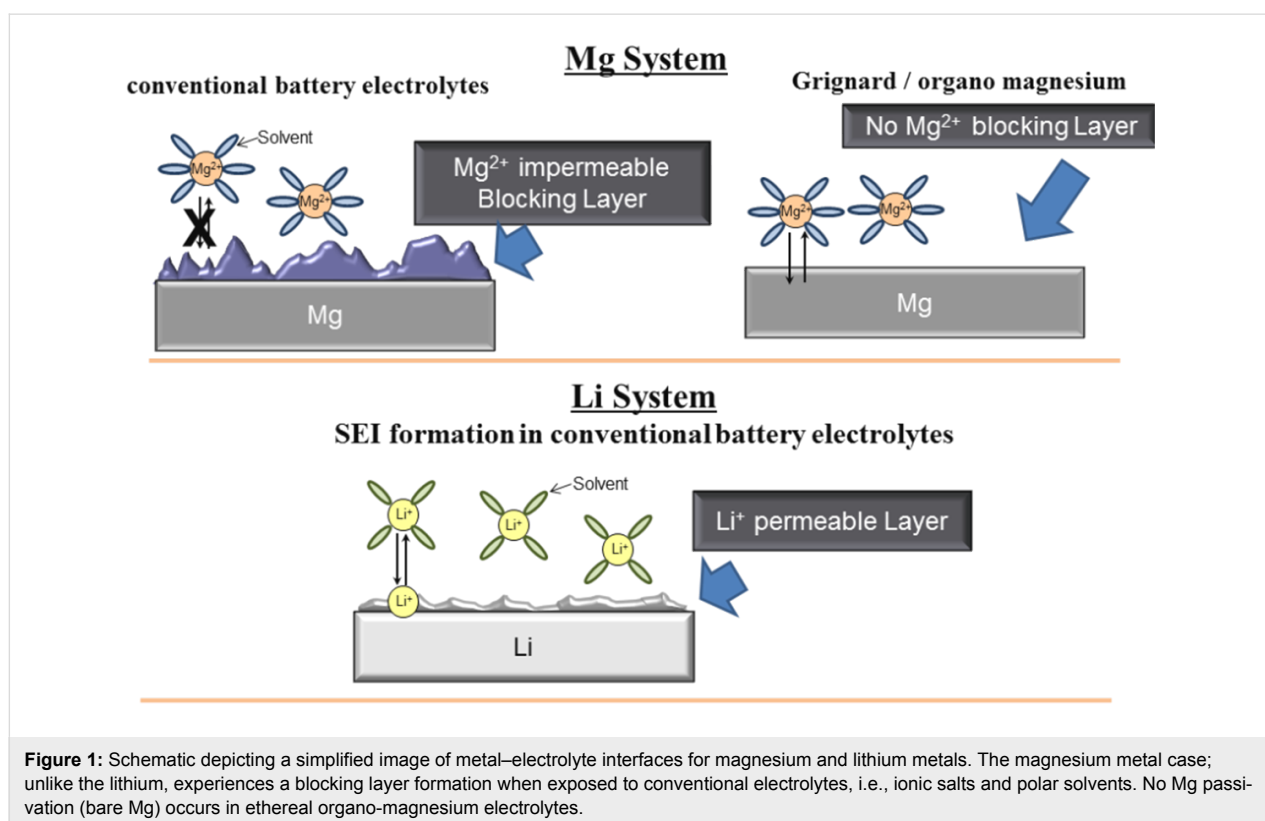 Mg System
conventional battery electrolytes
Grignard / organo magnesium
Solvent
No Mg²⁺ blocking Layer
Mg²⁺ impermeable
Blocking Layer
Mg²⁺
Mg²⁺
Mg²⁺
Mg²⁺
X
Mg
Mg
Li System
SEI formation in conventional battery electrolytes
Solvent
Li⁺
Li⁺
Li⁺
Li⁺ permeable Layer
Li⁺
Li
Figure 1: Schematic depicting a simplified image of metal–electrolyte interfaces for magnesium and lithium metals. The magnesium metal case;
unlike the lithium, experiences a blocking layer formation when exposed to conventional electrolytes, i.e., ionic salts and polar solvents. No Mg passi-
vation (bare Mg) occurs in ethereal organo-magnesium electrolytes.